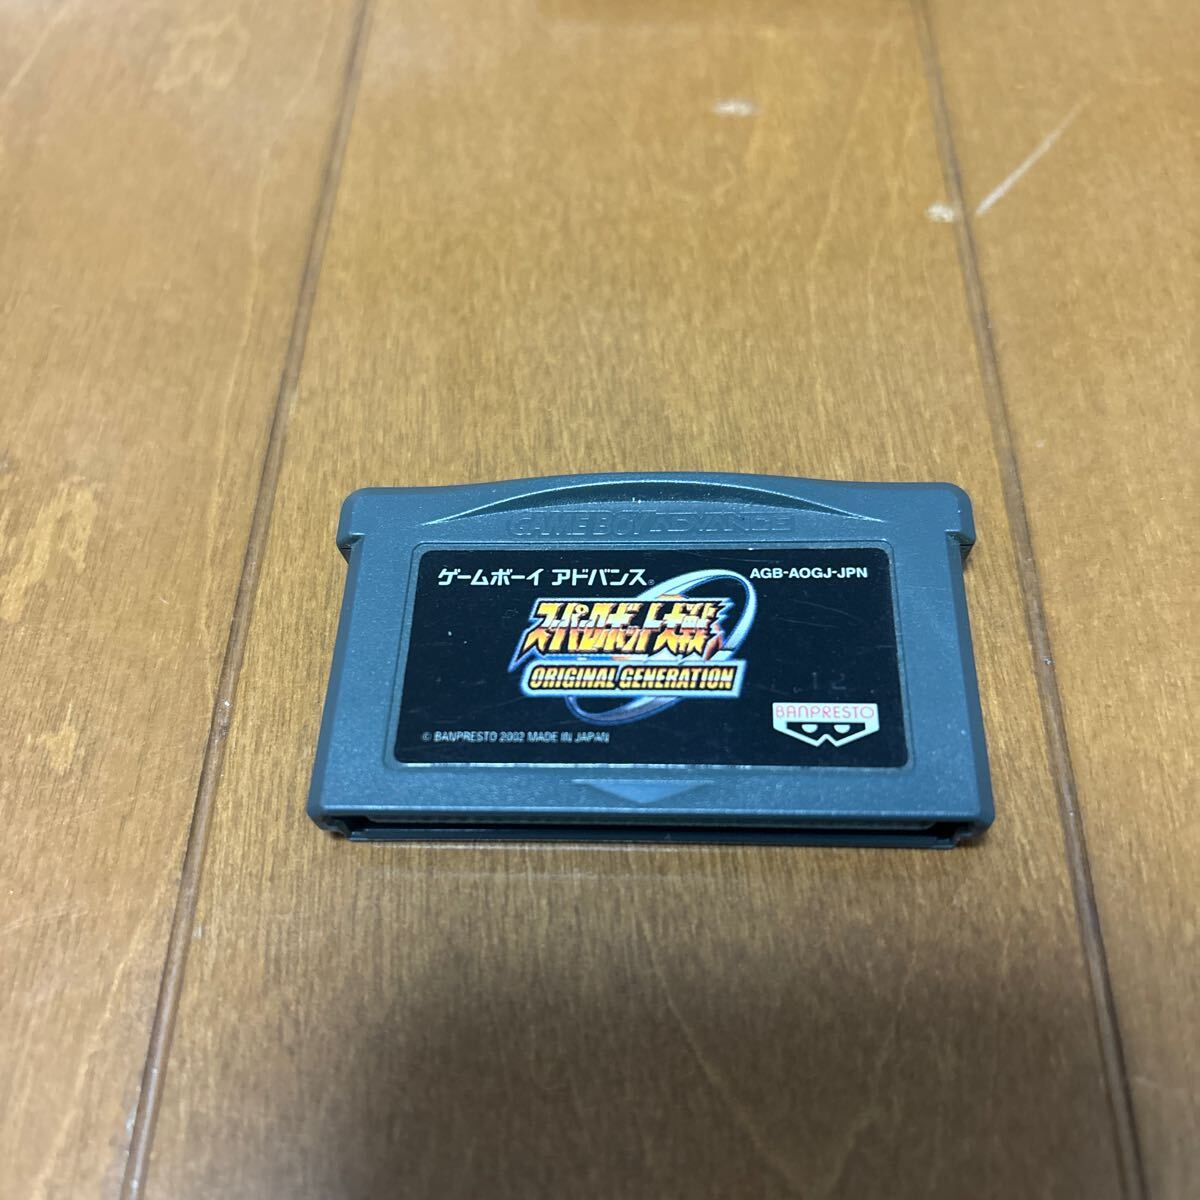 GAME BOY ADVANCE
ゲームボーイ アドバンス®
AGB-AOGJ-JPN
スーパーロボット大戦
ORIGINAL GENERATION
12
BANPRESTO
© BANPRESTO 2002 MADE IN JAPAN